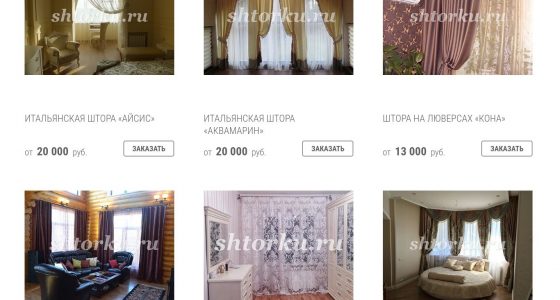 shtorku.ru
shtorku.ru
shtorku.ru
ИТАЛЬЯНСКАЯ ШТОРА «АЙСИС»
ИТАЛЬЯНСКАЯ ШТОРА
«АКВАМАРИН»
ШТОРА НА ЛЮВЕРСАХ «КОНА»
от 20 000 руб. ЗАКАЗАТЬ
от 20 000 руб. ЗАКАЗАТЬ
от 13 000 руб. ЗАКАЗАТЬ
shtorku.ru
shtorku.ru
shtorku.ru